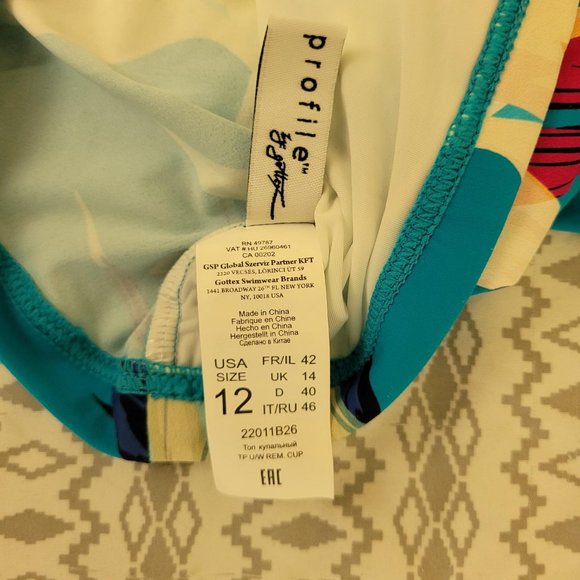 profile™
by gottex
RN 49787
VAT # HU 26960461
CA 00202
GSP Global Szerviz Partner KFT
2220 VECSES, LORINCI UT 59
Gottex Swimwear Brands
1441 BROADWAY 26TH FL NEW YORK
NY, 10018 USA
Made in China
Fabriqué en Chine
Hecho en China
Hergestellt in China
Сделано в Китае
USA SIZE 12
FR/IL 42
UK 14
D 40
IT/RU 46
22011B26
Топ купальный
TP U/W REM. CUP
EAC